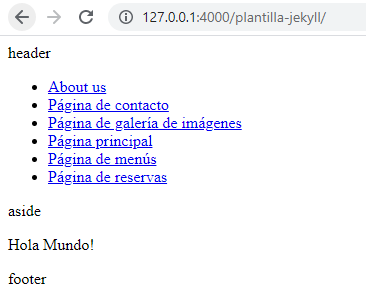 127.0.0.1:4000/plantilla-jekyll/
header
About us
Página de contacto
Página de galería de imágenes
Página principal
Página de menús
Página de reservas
aside
Hola Mundo!
footer